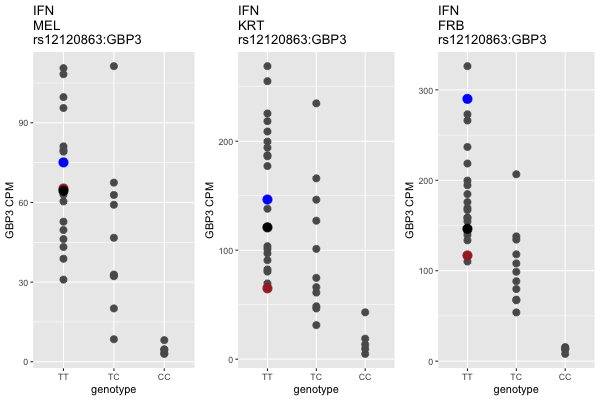 IFN
MEL
rs12120863:GBP3
GBP3 CPM
90
60
30
0
TT
TC
CC
genotype
IFN
KRT
rs12120863:GBP3
GBP3 CPM
200
100
0
TT
TC
CC
genotype
IFN
FRB
rs12120863:GBP3
GBP3 CPM
300
200
100
0
TT
TC
CC
genotype